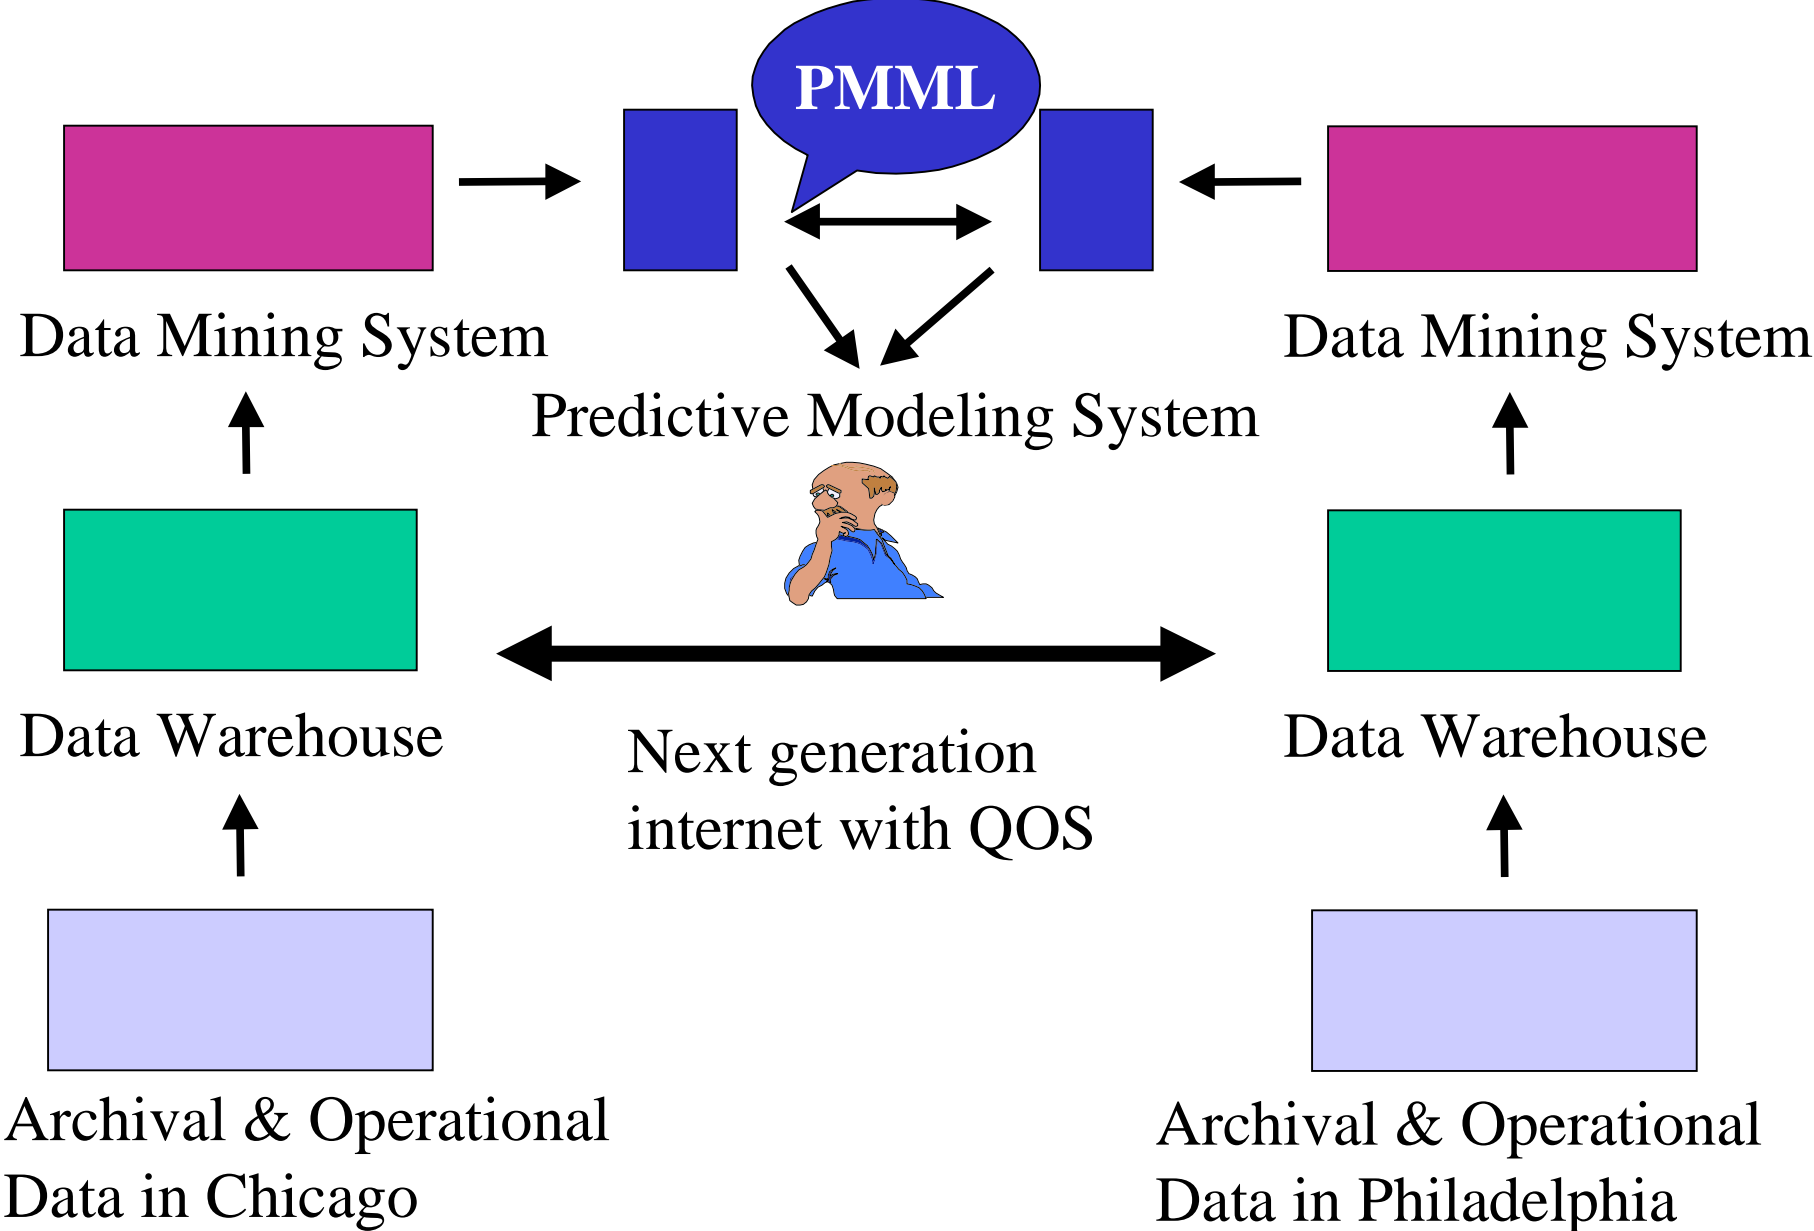 PMML
Data Mining System
Data Mining System
Predictive Modeling System
Data Warehouse
Next generation
internet with QOS
Data Warehouse
Archival & Operational
Data in Chicago
Archival & Operational
Data in Philadelphia